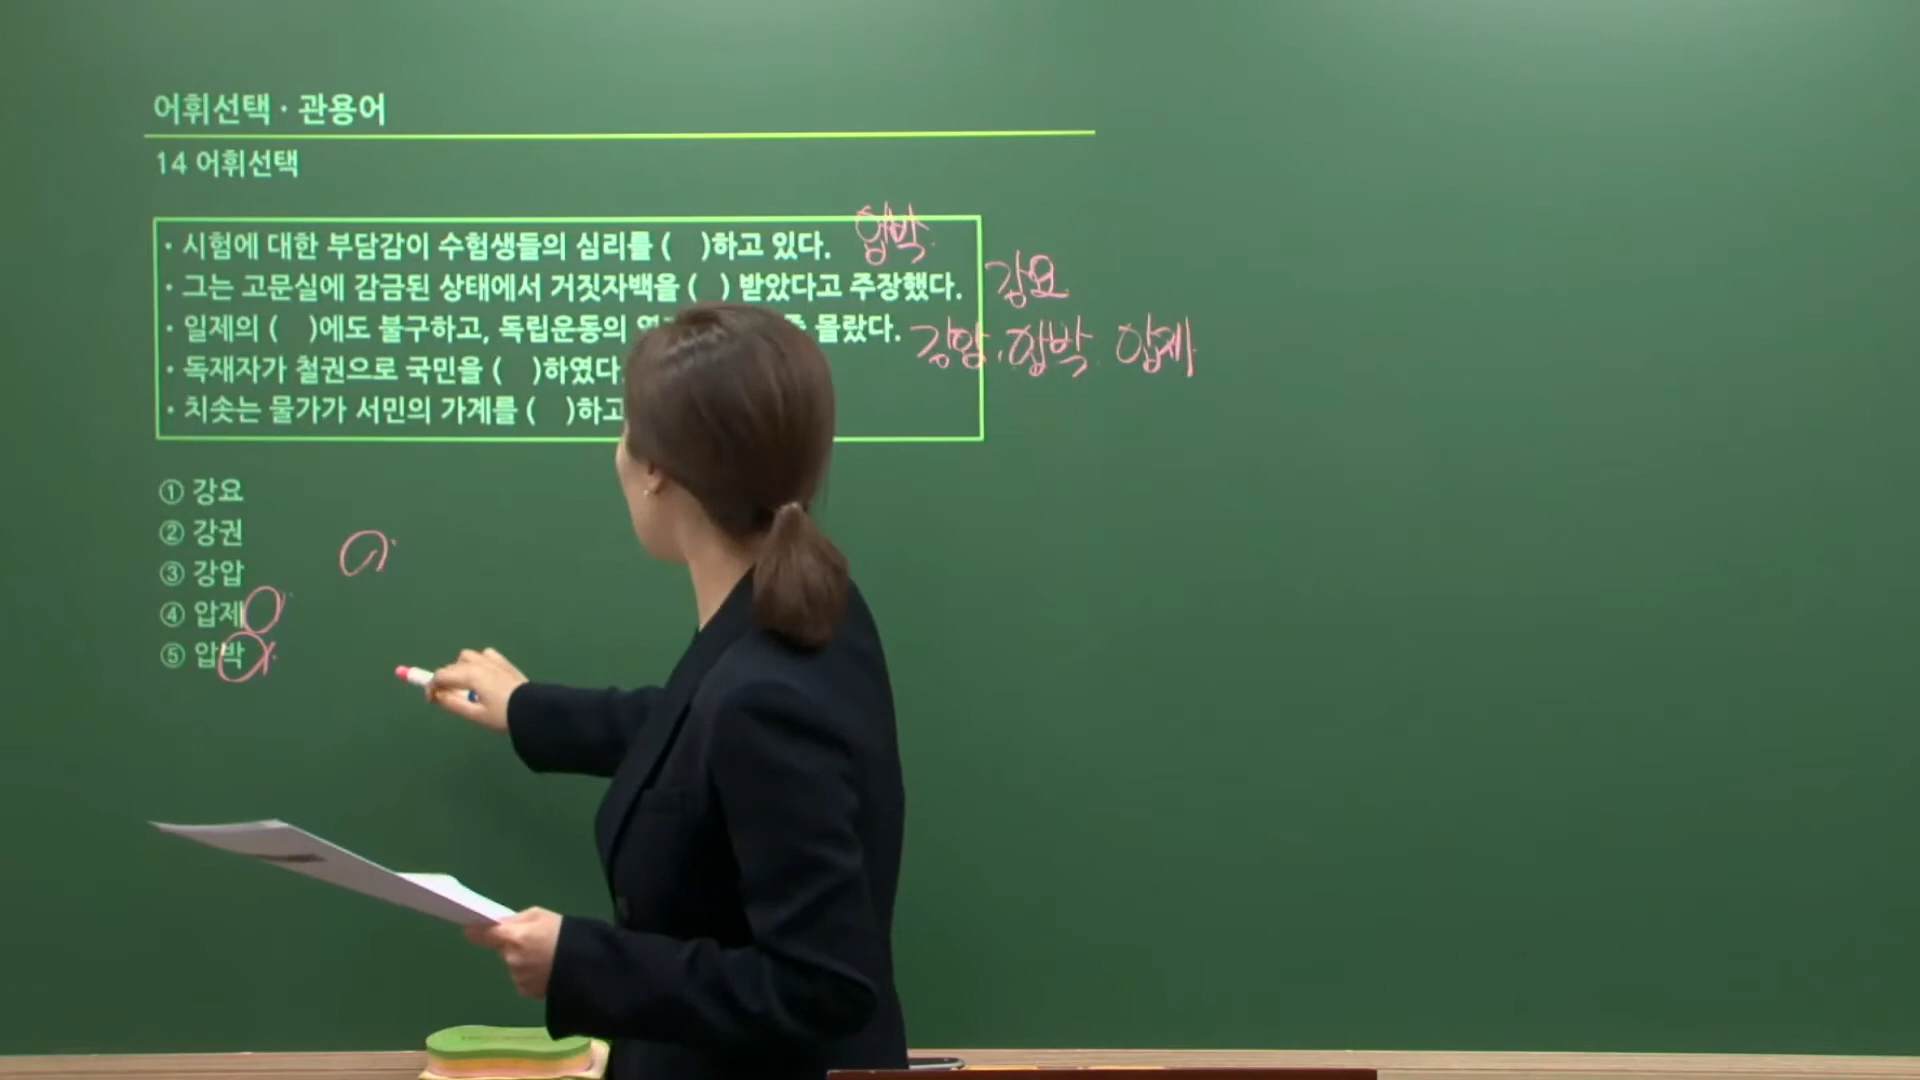 어휘선택 · 관용어
14 어휘선택
• 시험에 대한 부담감이 수험생들의 심리를 ( )하고 있다. 압박
• 그는 고문실에 감금된 상태에서 거짓자백을 ( ) 받았다고 주장했다. 강요
• 일제의 ( )에도 불구하고, 독립운동의 몰랐다. 강압, 압박 압제
• 독재자가 철권으로 국민을 ( )하였다
• 치솟는 물가가 서민의 가계를 ( )하고
① 강요
② 강권
③ 강압
④ 압제
⑤ 압박